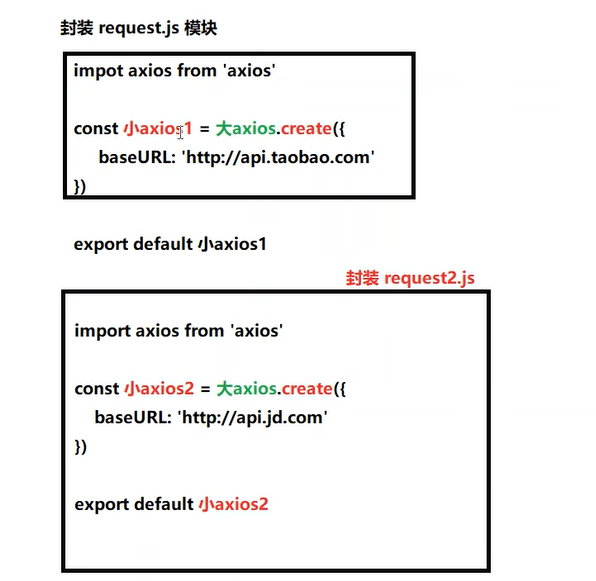 封装 request.js 模块
impot axios from 'axios'
const 小axios1 = 大axios.create({
baseURL: 'http://api.taobao.com'
})
export default 小axios1
封装 request2.js
import axios from 'axios'
const 小axios2 = 大axios.create({
baseURL: 'http://api.jd.com'
})
export default 小axios2